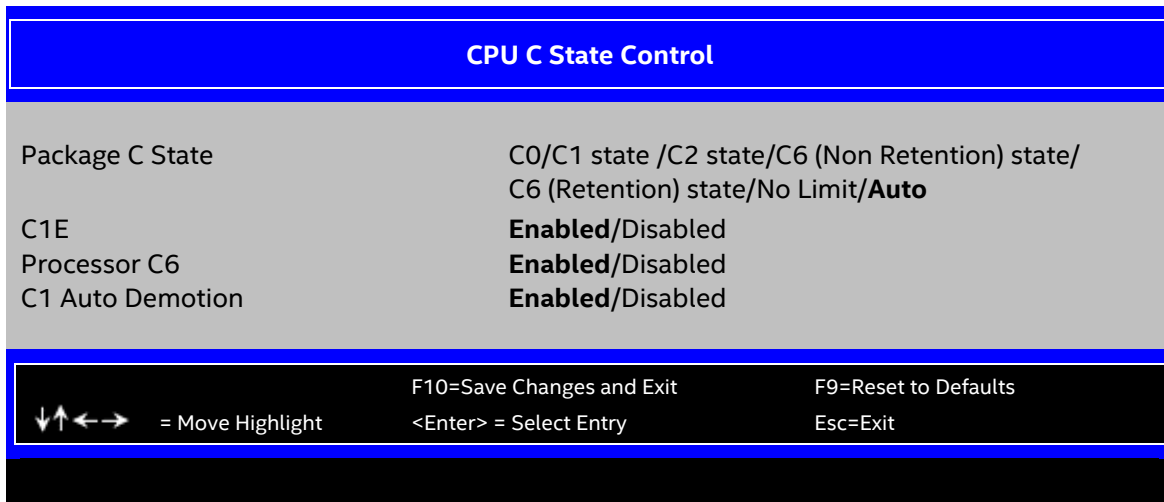 CPU C State Control
Package C State C0/C1 state /C2 state/C6 (Non Retention) state/
C6 (Retention) state/No Limit/Auto
C1E Enabled/Disabled
Processor C6 Enabled/Disabled
C1 Auto Demotion Enabled/Disabled
F10=Save Changes and Exit F9=Reset to Defaults
↓↑←→ = Move Highlight <Enter> = Select Entry Esc=Exit